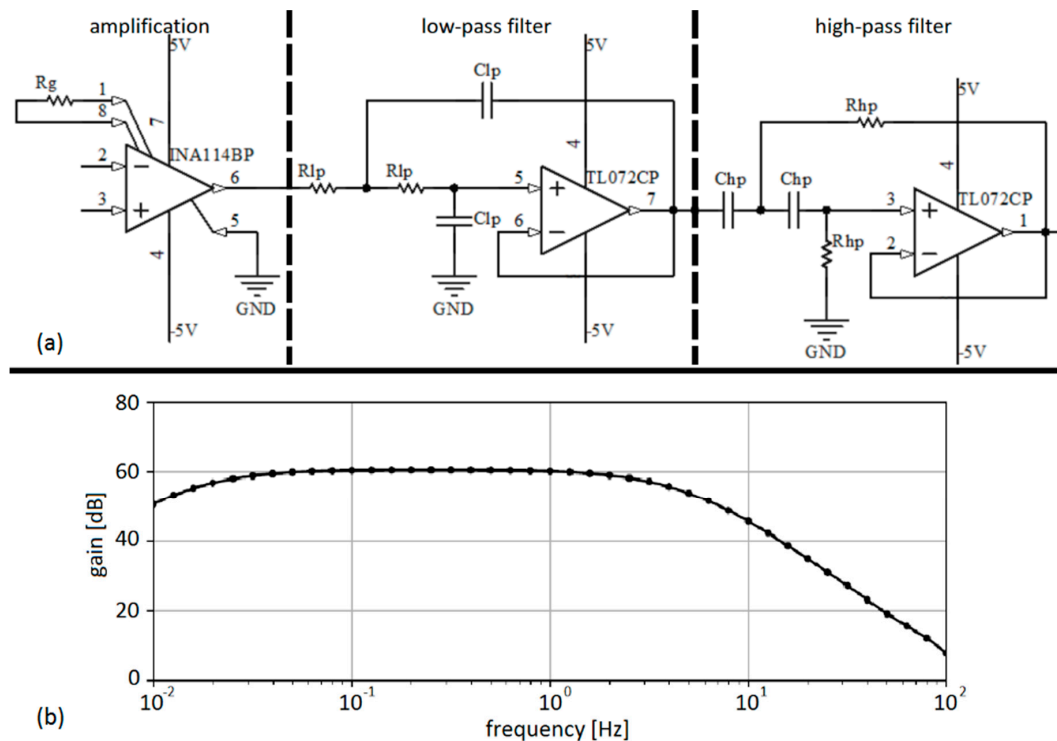 amplification
low-pass filter
high-pass filter
5V
5V
5V
Rg
1
8
7
INA114BP
2
3
6
5
4
GND
-5V
Rlp
Rlp
Clp
Clp
4
TL072CP
5
6
7
-5V
Chp
Chp
Rhp
Rhp
4
TL072CP
3
2
1
GND
-5V
(a)
80
60
40
20
0
gain [dB]
10-2
10-1
100
101
102
frequency [Hz]
(b)